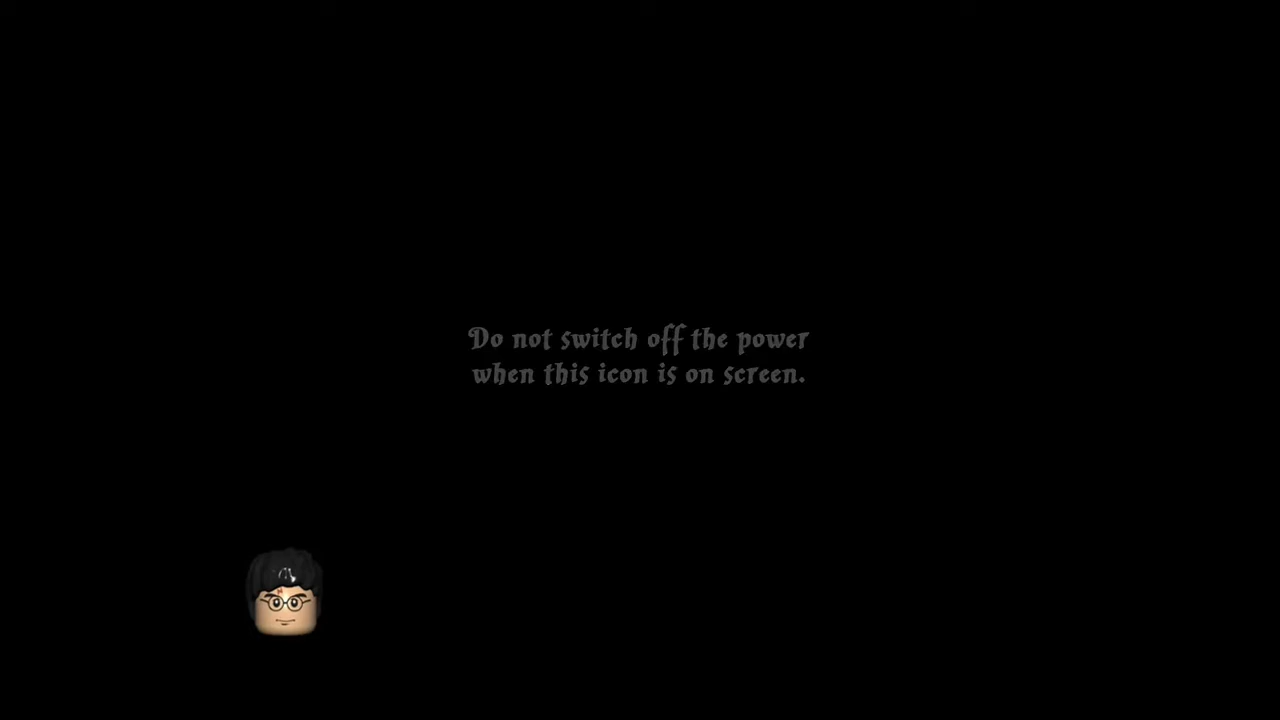 Do not switch off the power
when this icon is on screen.